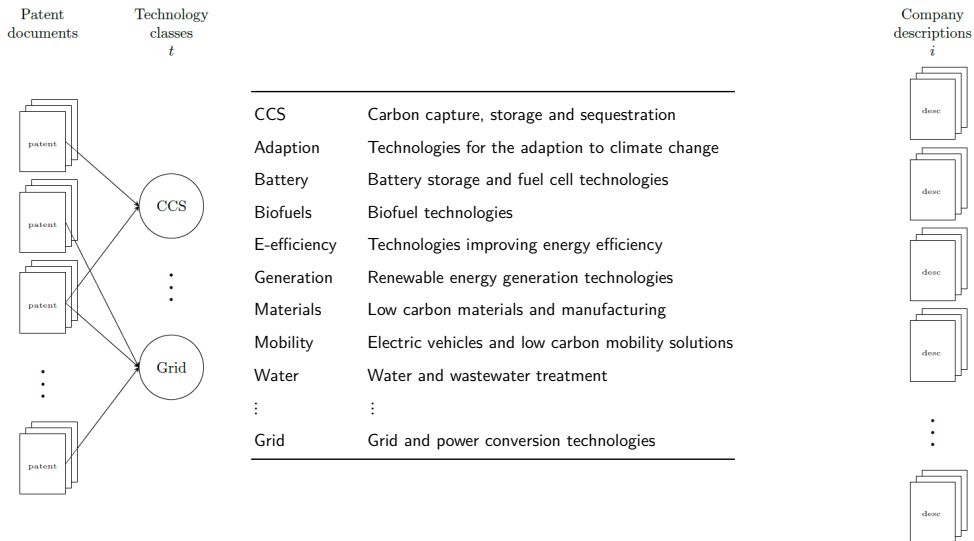 Patent
documents
Technology
classes
t
Company
descriptions
i
patent
patent
patent
patent
CCS
Grid
CCS Carbon capture, storage and sequestration
Adaption Technologies for the adaption to climate change
Battery Battery storage and fuel cell technologies
Biofuels Biofuel technologies
E-efficiency Technologies improving energy efficiency
Generation Renewable energy generation technologies
Materials Low carbon materials and manufacturing
Mobility Electric vehicles and low carbon mobility solutions
Water Water and wastewater treatment
⋮ ⋮
Grid Grid and power conversion technologies
desc
desc
desc
desc
desc